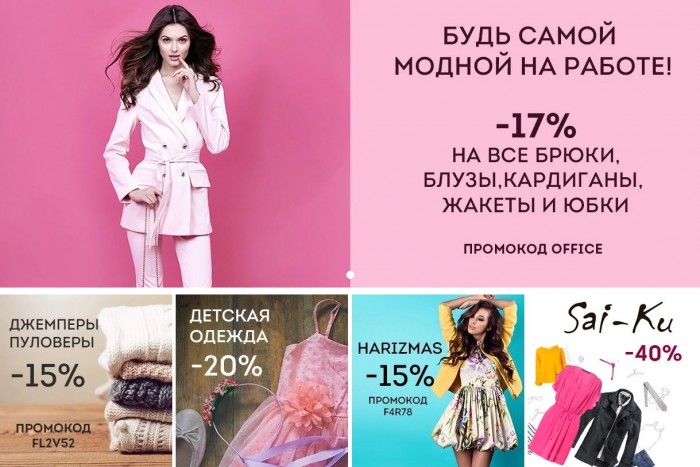 БУДЬ САМОЙ
МОДНОЙ НА РАБОТЕ!
-17%
НА ВСЕ БРЮКИ,
БЛУЗЫ,КАРДИГАНЫ,
ЖАКЕТЫ И ЮБКИ
ПРОМОКОД OFFICE
ДЖЕМПЕРЫ
ПУЛОВЕРЫ
-15%
ПРОМОКОД
FL2V52
ДЕТСКАЯ
ОДЕЖДА
-20%
HARIZMAS
-15%
ПРОМОКОД
F4R78
Sai-Ku
-40%